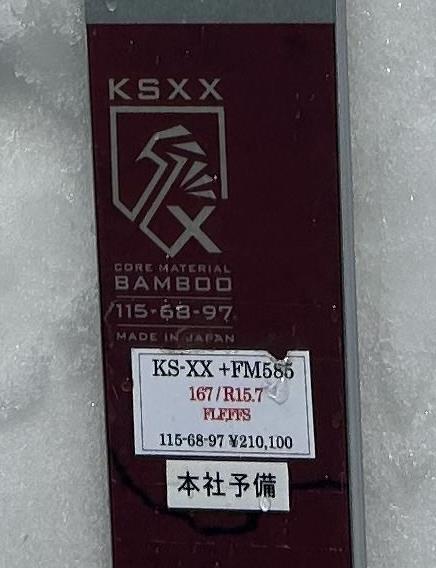 KSXX
X
CORE MATERIAL
BAMBOO
115-68-97
MADE IN JAPAN
KS-XX +FM585
167/R15.7
115-68-97 ¥210,100
本社予備